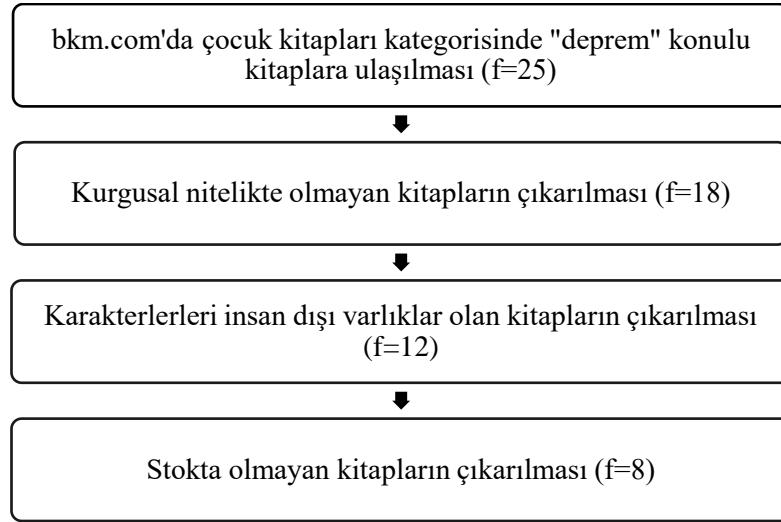 bkm.com'da çocuk kitapları kategorisinde "deprem" konulu
kitaplara ulaşılması (f=25)
Kurgusal nitelikte olmayan kitapların çıkarılması (f=18)
Karakterlerleri insan dışı varlıklar olan kitapların çıkarılması
(f=12)
Stokta olmayan kitapların çıkarılması (f=8)